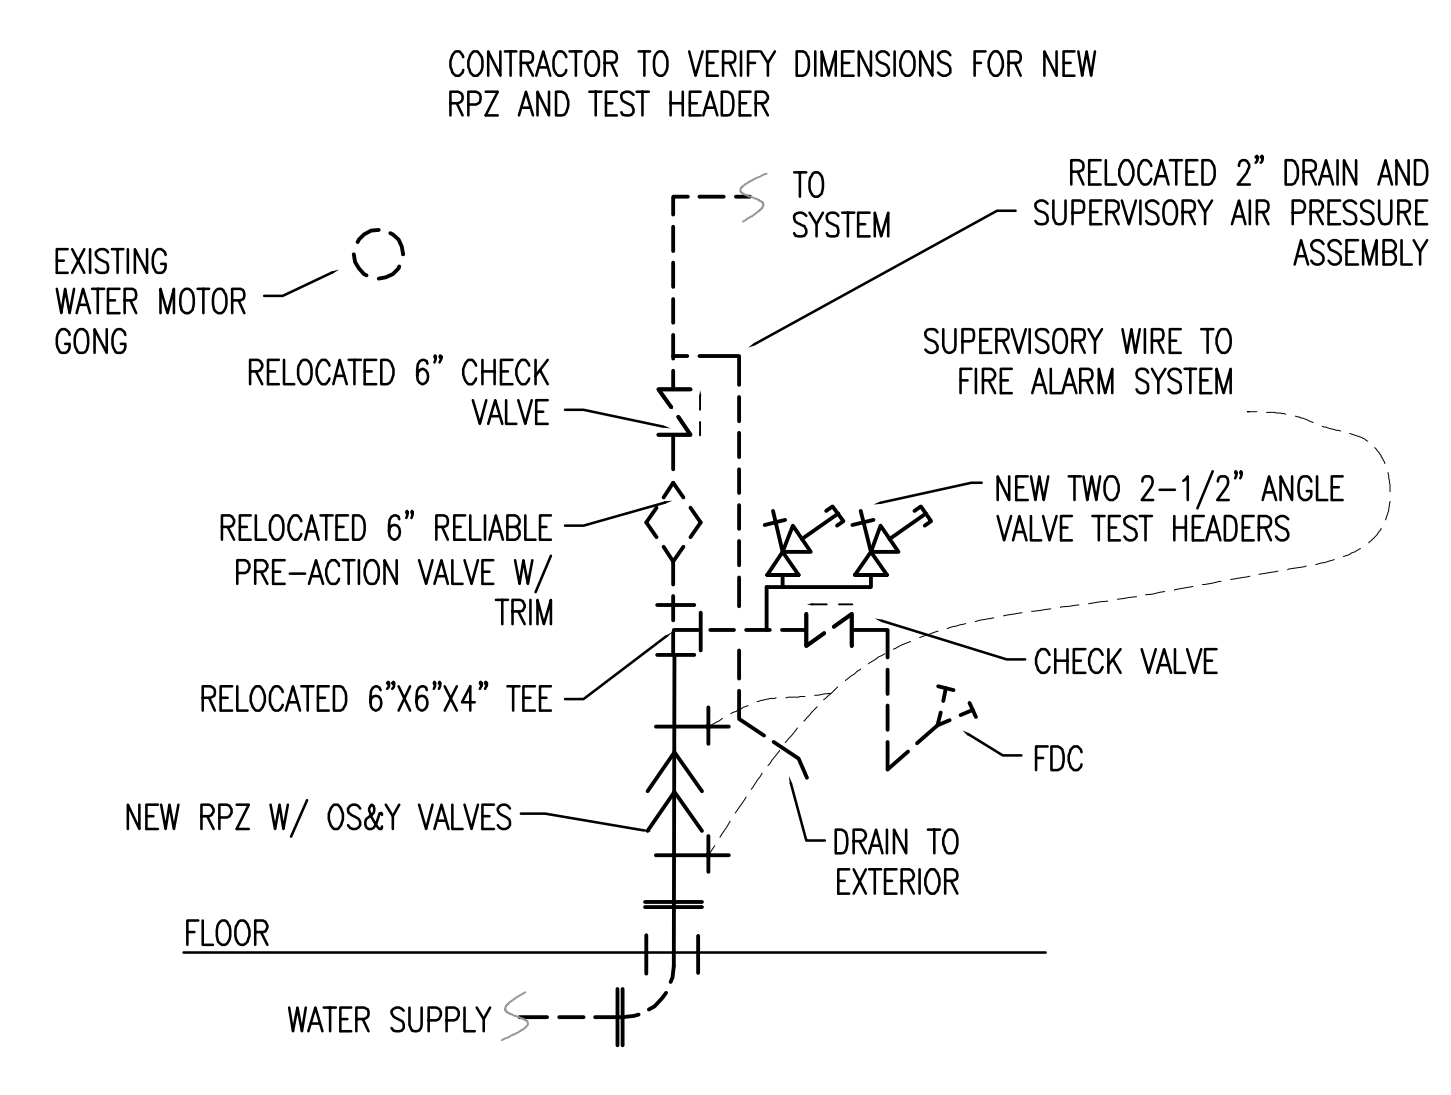 CONTRACTOR TO VERIFY DIMENSIONS FOR NEW
RPZ AND TEST HEADER
TO
SYSTEM
RELOCATED 2" DRAIN AND
SUPERVISORY AIR PRESSURE
ASSEMBLY
EXISTING
WATER MOTOR
GONG
RELOCATED 6" CHECK
VALVE
SUPERVISORY WIRE TO
FIRE ALARM SYSTEM
NEW TWO 2-1/2" ANGLE
VALVE TEST HEADERS
RELOCATED 6" RELIABLE
PRE-ACTION VALVE W/
TRIM
CHECK VALVE
RELOCATED 6"X6"X4" TEE
FDC
NEW RPZ W/ OS&Y VALVES
DRAIN TO
EXTERIOR
FLOOR
WATER SUPPLY